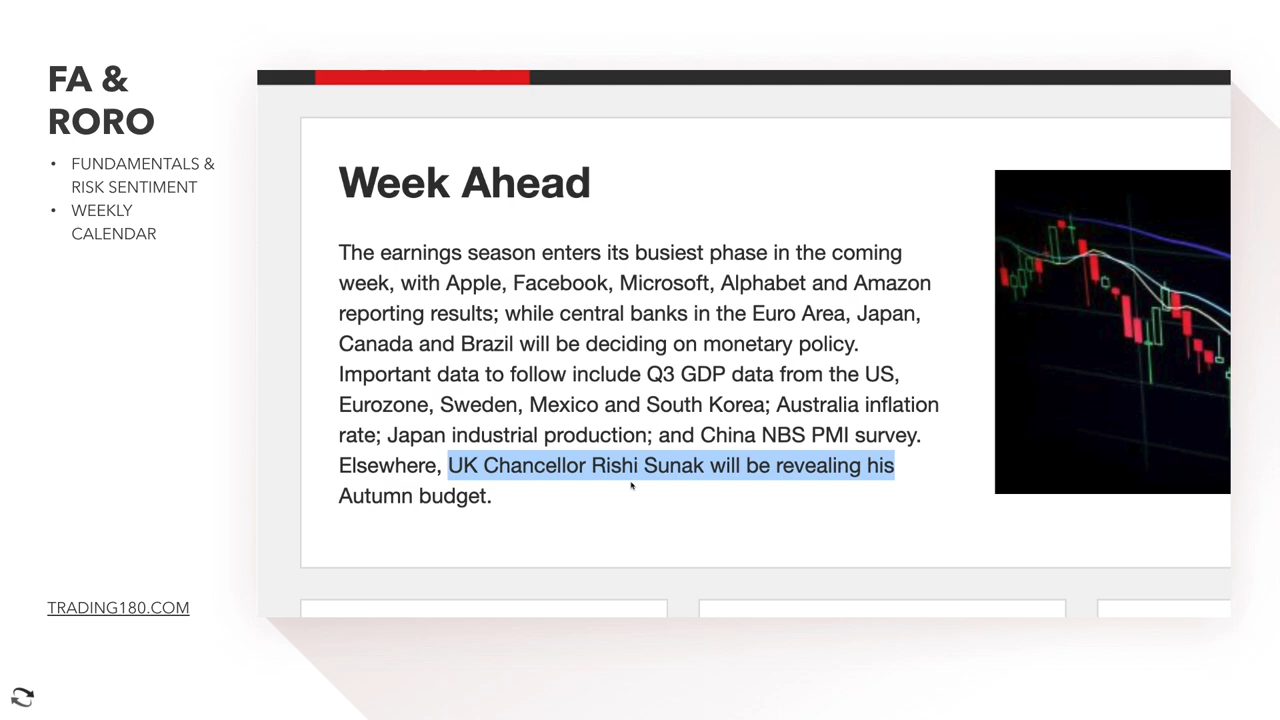 FA &
RORO
• FUNDAMENTALS &
RISK SENTIMENT
• WEEKLY
CALENDAR
TRADING180.COM
Week Ahead
The earnings season enters its busiest phase in the coming
week, with Apple, Facebook, Microsoft, Alphabet and Amazon
reporting results; while central banks in the Euro Area, Japan,
Canada and Brazil will be deciding on monetary policy.
Important data to follow include Q3 GDP data from the US,
Eurozone, Sweden, Mexico and South Korea; Australia inflation
rate; Japan industrial production; and China NBS PMI survey.
Elsewhere, UK Chancellor Rishi Sunak will be revealing his
Autumn budget.